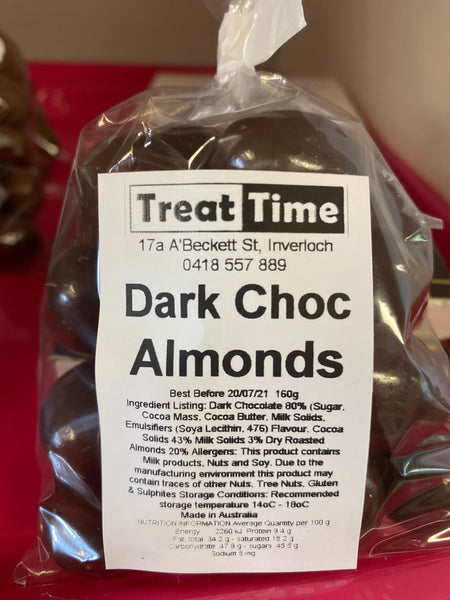 Treat Time
17a A'Beckett St, Inverloch
0418 557 889
Dark Choc
Almonds
Best Before 20/07/21 160g
Ingredient Listing: Dark Chocolate 80% (Sugar,
Cocoa Mass, Cocoa Butter, Milk Solids,
Emulsifiers (Soya Lecithin, 476) Flavour, Cocoa
Solids 43% Milk Solids 3% Dry Roasted
Almonds 20% Allergens: This product contains
Milk products, Nuts and Soy. Due to the
manufacturing environment this product may
contain traces of other Nuts, Tree Nuts, Gluten
& Sulphites Storage Conditions: Recommended
storage temperature 14oC - 18oC
Made in Australia
NUTRITION INFORMATION Average Quantity per 100 g
Energy 2260 kJ Protein 9.4 g
Fat, total 34.2 g - saturated 15.2 g
Carbohydrate 47.8 g - sugars 45.5 g
Sodium 5 mg